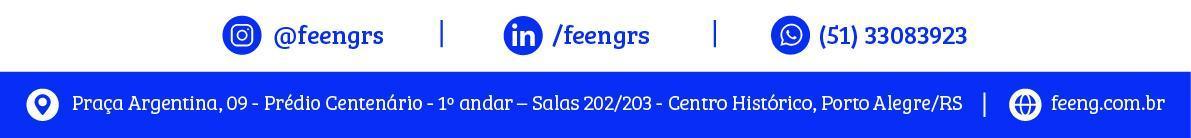 @feengrs | /feengrs | (51) 33083923
Praça Argentina, 09 - Prédio Centenário - 1º andar – Salas 202/203 - Centro Histórico, Porto Alegre/RS | feeng.com.br